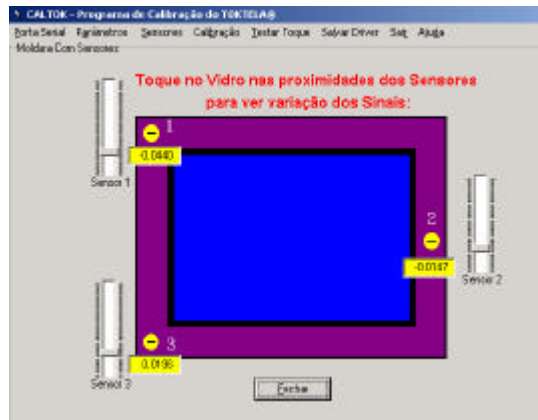 CALTOK - Programa de Calibração do TOKTELA®
Porta Serial Parâmetros Sensores Calibração Testar Toque Salvar Driver Sair Ajuda
Moldura Com Sensores
Toque no Vidro nas proximidades dos Sensores
para ver variação dos Sinais:
1
-0.0440
Sensor 1
2
-0.0167
Sensor 2
3
0.0196
Sensor 3
Fechar